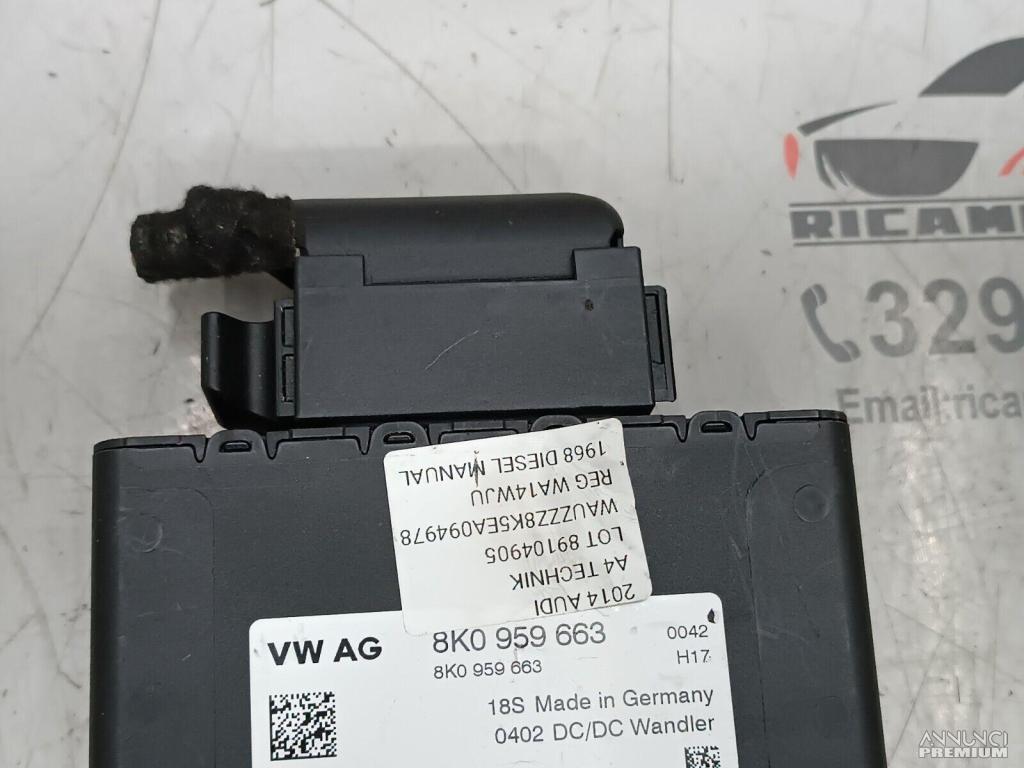 RICAM
329
Email:rica
2014 AUDI
A4 TECHNIK
LOT 89104905
WAUZZZ8K5EA094978
REG WA14WJU
1968 DIESEL MANUAL
VW AG
8K0 959 663
0042
8K0 959 663
H17
18S Made in Germany
0402 DC/DC Wandler
ANNUNCI
PREMIUM